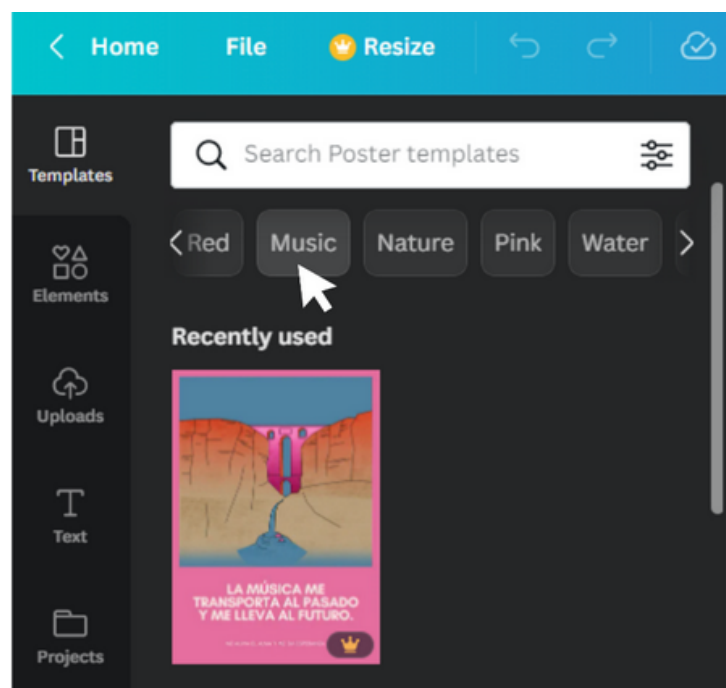 Home File Resize
Templates
Search Poster templates
Red Music Nature Pink Water
Elements
Recently used
Uploads
LA MÚSICA ME
TRANSPORTA AL PASADO
Y ME LLEVA AL FUTURO.
Text
Projects